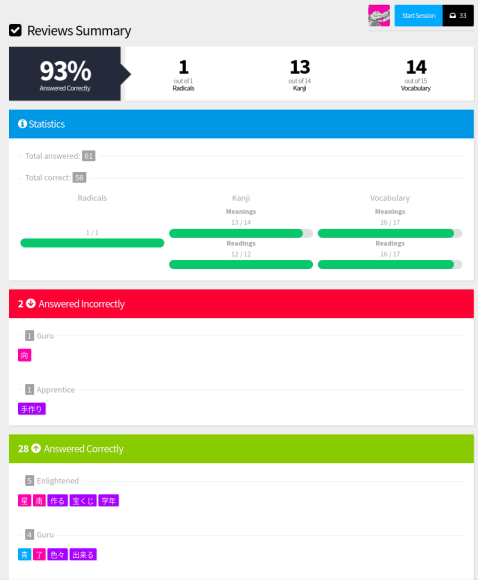 Start Session 33
Reviews Summary
93% Answered Correctly
1 out of 1 Radicals
13 out of 14 Kanji
14 out of 15 Vocabulary
Statistics
Total answered: 61
Total correct: 58
Radicals Kanji Vocabulary
Meanings Meanings
13 / 14 16 / 17
1 / 1
Readings Readings
12 / 12 16 / 17
2 Answered Incorrectly
1 Guru
向
1 Apprentice
手作り
28 Answered Correctly
5 Enlightened
星 南 作る 宝くじ 学年
4 Guru
青 了 色々 出来る